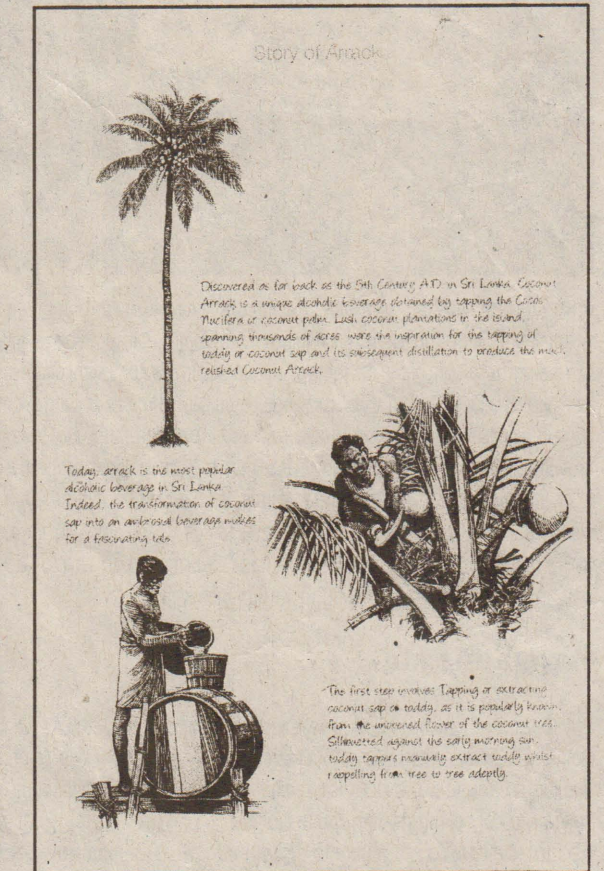 Story of Arrack
Discovered as far back as the 5th Century A.D. in Sri Lanka, Coconut
Arrack is a unique alcoholic beverage obtained by tapping the Cocos
Nucifera or coconut palm. Lush coconut plantations in the island,
spanning thousands of acres were the inspiration for the tapping of
toddy or coconut sap and its subsequent distillation to produce the much
relished Coconut Arrack.
Today, arrack is the most popular
alcoholic beverage in Sri Lanka.
Indeed, the transformation of coconut
sap into an ambrosial beverage makes
for a fascinating tale
The first step involves Tapping or extracting
coconut sap or toddy, as it is popularly known,
from the unopened flower of the coconut tree.
Silhouetted against the early morning sun,
toddy tappers manually extract toddy whilst
rappelling from tree to tree adeptly.